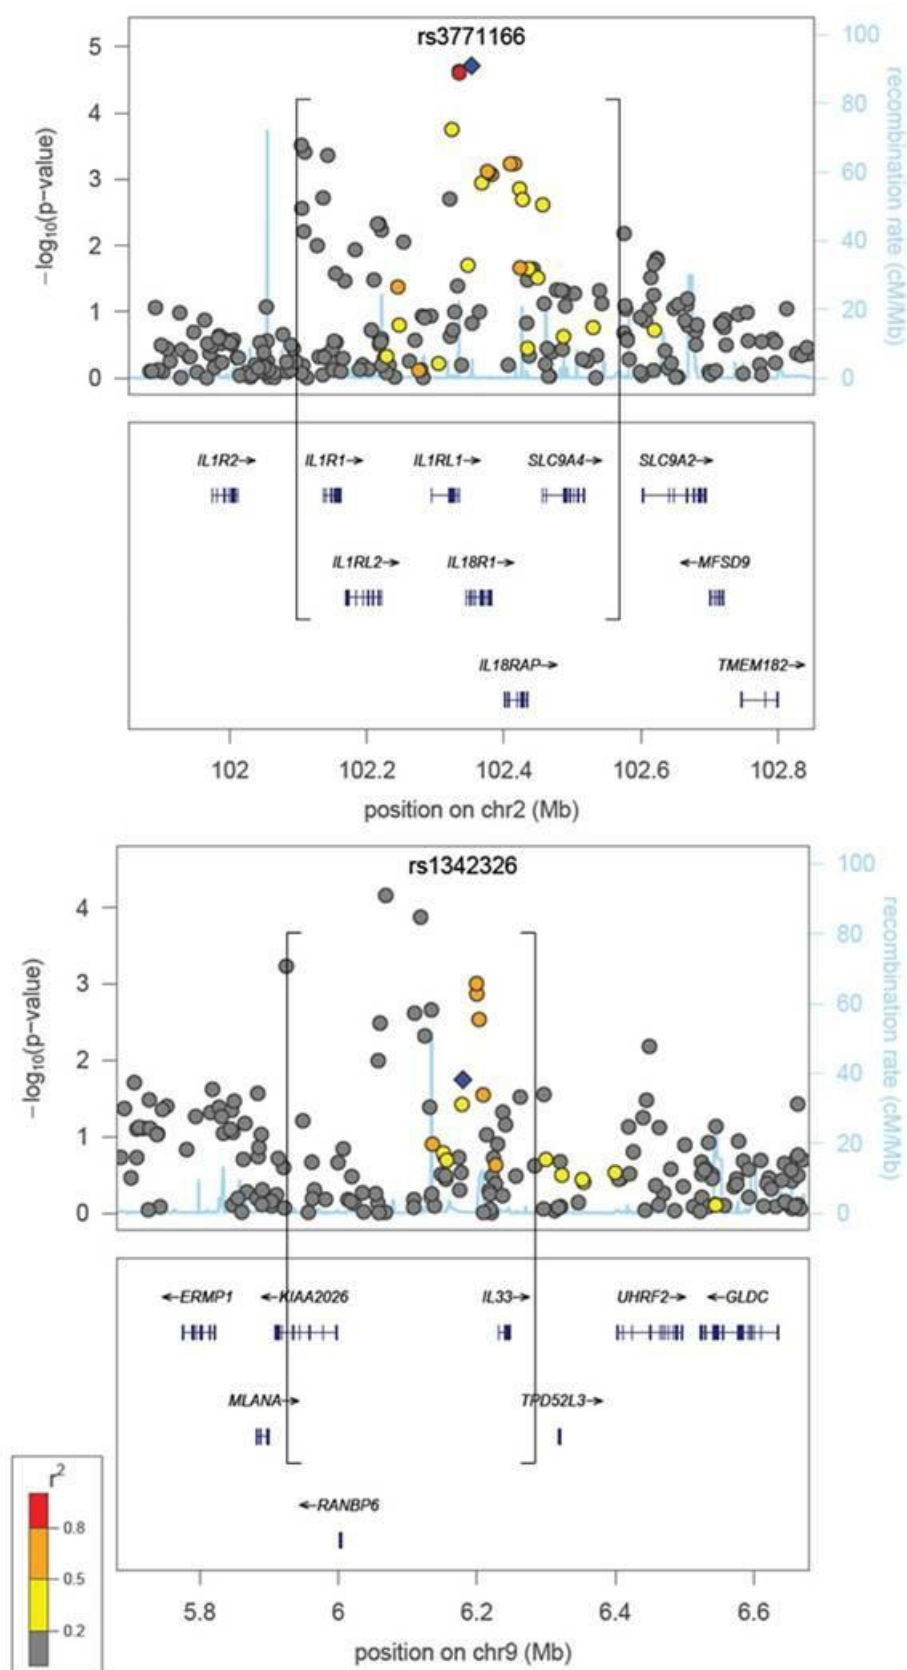 rs3771166
5
4
3
2
1
0
−log10(p−value)
100
80
60
40
20
0
recombination rate (cM/Mb)
IL1R2→
IL1R1→
IL1RL1→
SLC9A4→
SLC9A2→
IL1RL2→
IL18R1→
←MFSD9
IL18RAP→
TMEM182→
102
102.2
102.4
102.6
102.8
position on chr2 (Mb)
rs1342326
4
3
2
1
0
−log10(p−value)
100
80
60
40
20
0
recombination rate (cM/Mb)
←ERMP1
←KIAA2026
IL33→
UHRF2→
←GLDC
MLANA→
TPD52L3→
←RANBP6
r2
0.8
0.5
0.2
5.8
6
6.2
6.4
6.6
position on chr9 (Mb)